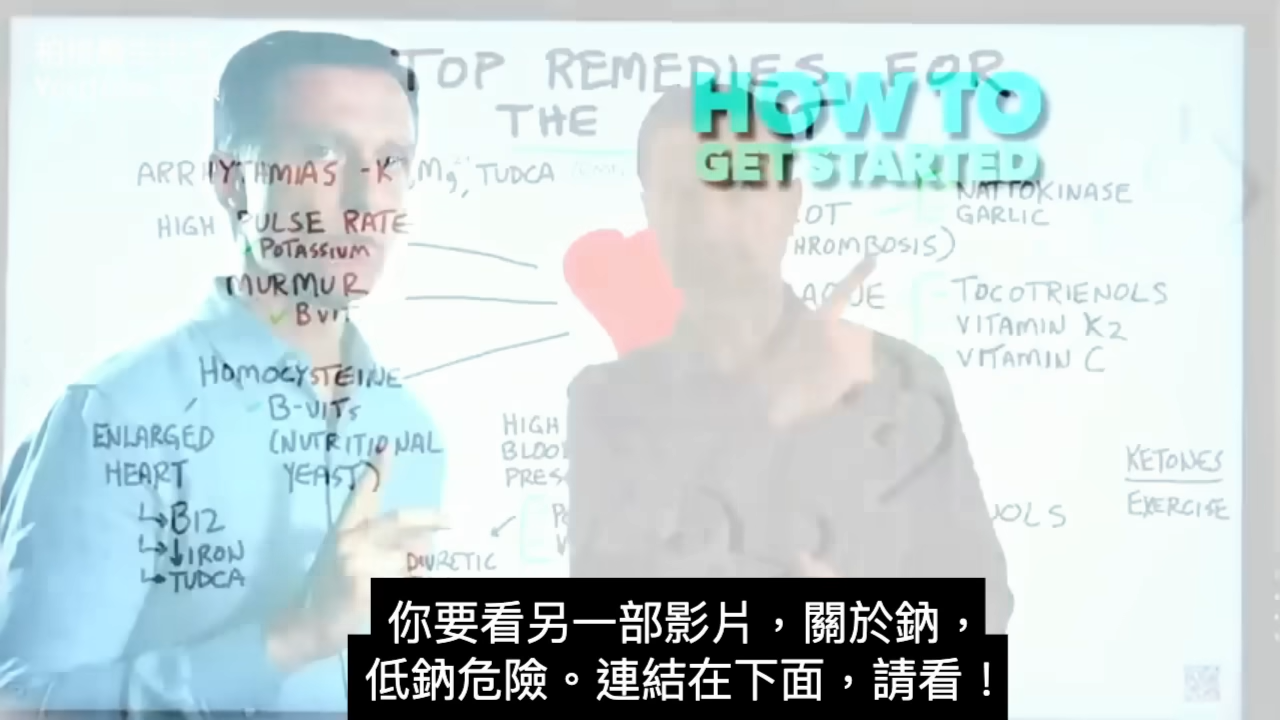 TOP REMEDIES FOR
THE
HOW TO
GET STARTED
ARRHYTHMIAS - K, Mg, TUDCA
HIGH PULSE RATE
POTASSIUM
MURMUR
B VIT
HOMOCYSTEINE
B-VITs
(NUTRITIONAL
YEAST)
ENLARGED
HEART
B12
↓IRON
TUDCA
HIGH
DIURETIC
NATTOKINASE
GARLIC
TOCOTRIENOLS
VITAMIN K2
VITAMIN C
KETONES
EXERCISE
你要看另一部影片，關於鈉，
低鈉危險。連結在下面，請看！